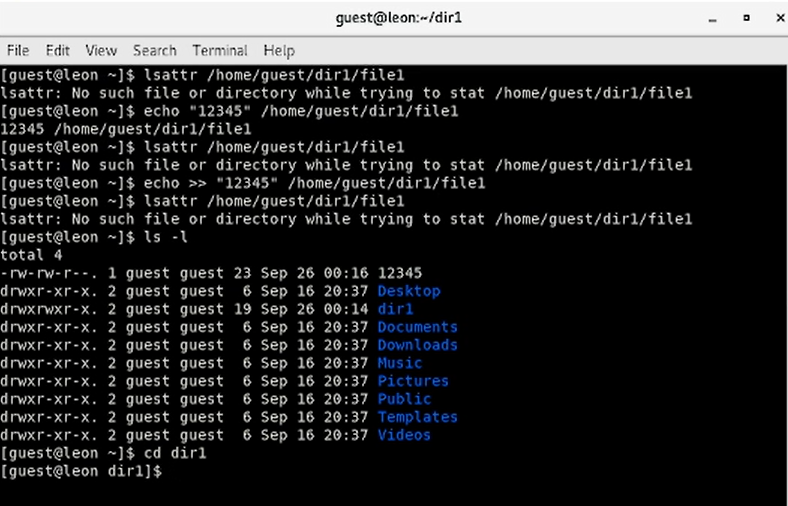 guest@leon:~/dir1
File Edit View Search Terminal Help
[guest@leon ~]$ lsattr /home/guest/dir1/file1
lsattr: No such file or directory while trying to stat /home/guest/dir1/file1
[guest@leon ~]$ echo "12345" /home/guest/dir1/file1
12345 /home/guest/dir1/file1
[guest@leon ~]$ lsattr /home/guest/dir1/file1
lsattr: No such file or directory while trying to stat /home/guest/dir1/file1
[guest@leon ~]$ echo >> "12345" /home/guest/dir1/file1
[guest@leon ~]$ lsattr /home/guest/dir1/file1
lsattr: No such file or directory while trying to stat /home/guest/dir1/file1
[guest@leon ~]$ ls -l
total 4
-rw-rw-r--. 1 guest guest 23 Sep 26 00:16 12345
drwxr-xr-x. 2 guest guest  6 Sep 16 20:37 Desktop
drwxrwxr-x. 2 guest guest 19 Sep 26 00:14 dir1
drwxr-xr-x. 2 guest guest  6 Sep 16 20:37 Documents
drwxr-xr-x. 2 guest guest  6 Sep 16 20:37 Downloads
drwxr-xr-x. 2 guest guest  6 Sep 16 20:37 Music
drwxr-xr-x. 2 guest guest  6 Sep 16 20:37 Pictures
drwxr-xr-x. 2 guest guest  6 Sep 16 20:37 Public
drwxr-xr-x. 2 guest guest  6 Sep 16 20:37 Templates
drwxr-xr-x. 2 guest guest  6 Sep 16 20:37 Videos
[guest@leon ~]$ cd dir1
[guest@leon dir1]$